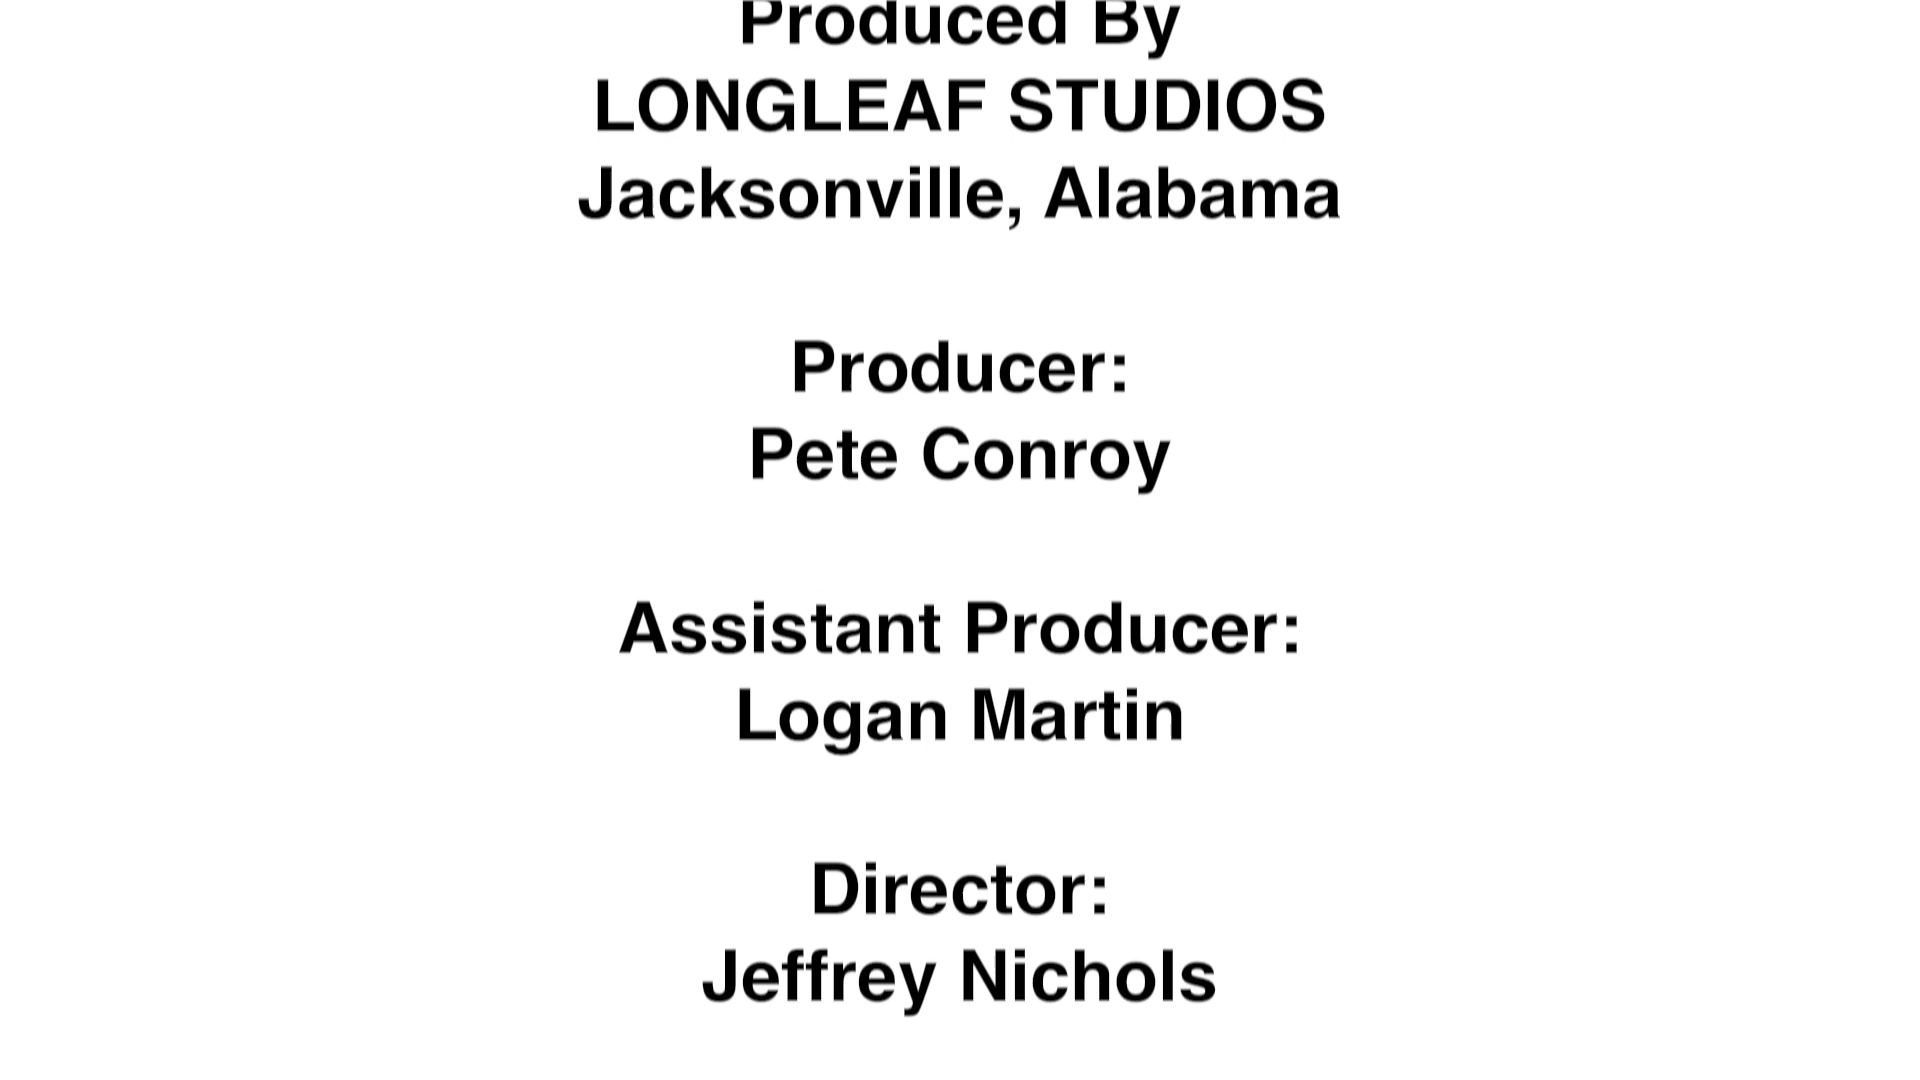 Produced By
LONGLEAF STUDIOS
Jacksonville, Alabama
Producer:
Pete Conroy
Assistant Producer:
Logan Martin
Director:
Jeffrey Nichols